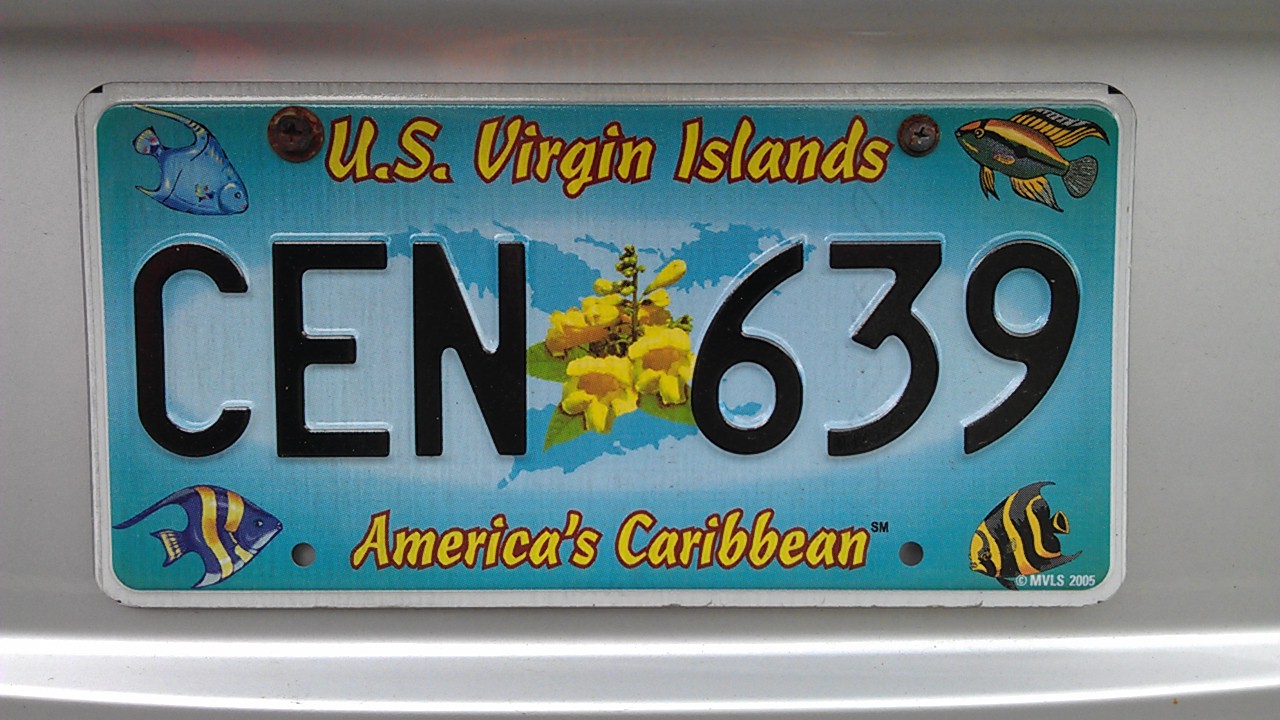 U.S. Virgin Islands
CEN 639
America's Caribbean℠
© MVLS 2005